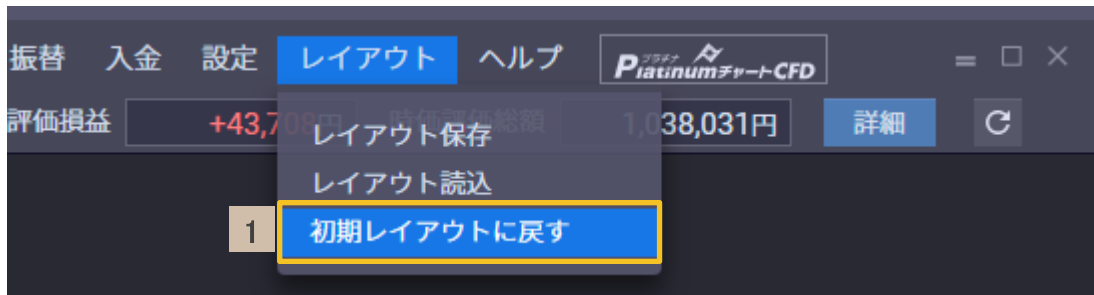 振替 入金 設定 レイアウト ヘルプ プラチナ PlatinumチャートCFD
評価損益 +43,708円 時価評価総額 1,038,031円 詳細
レイアウト保存
レイアウト読込
1 初期レイアウトに戻す